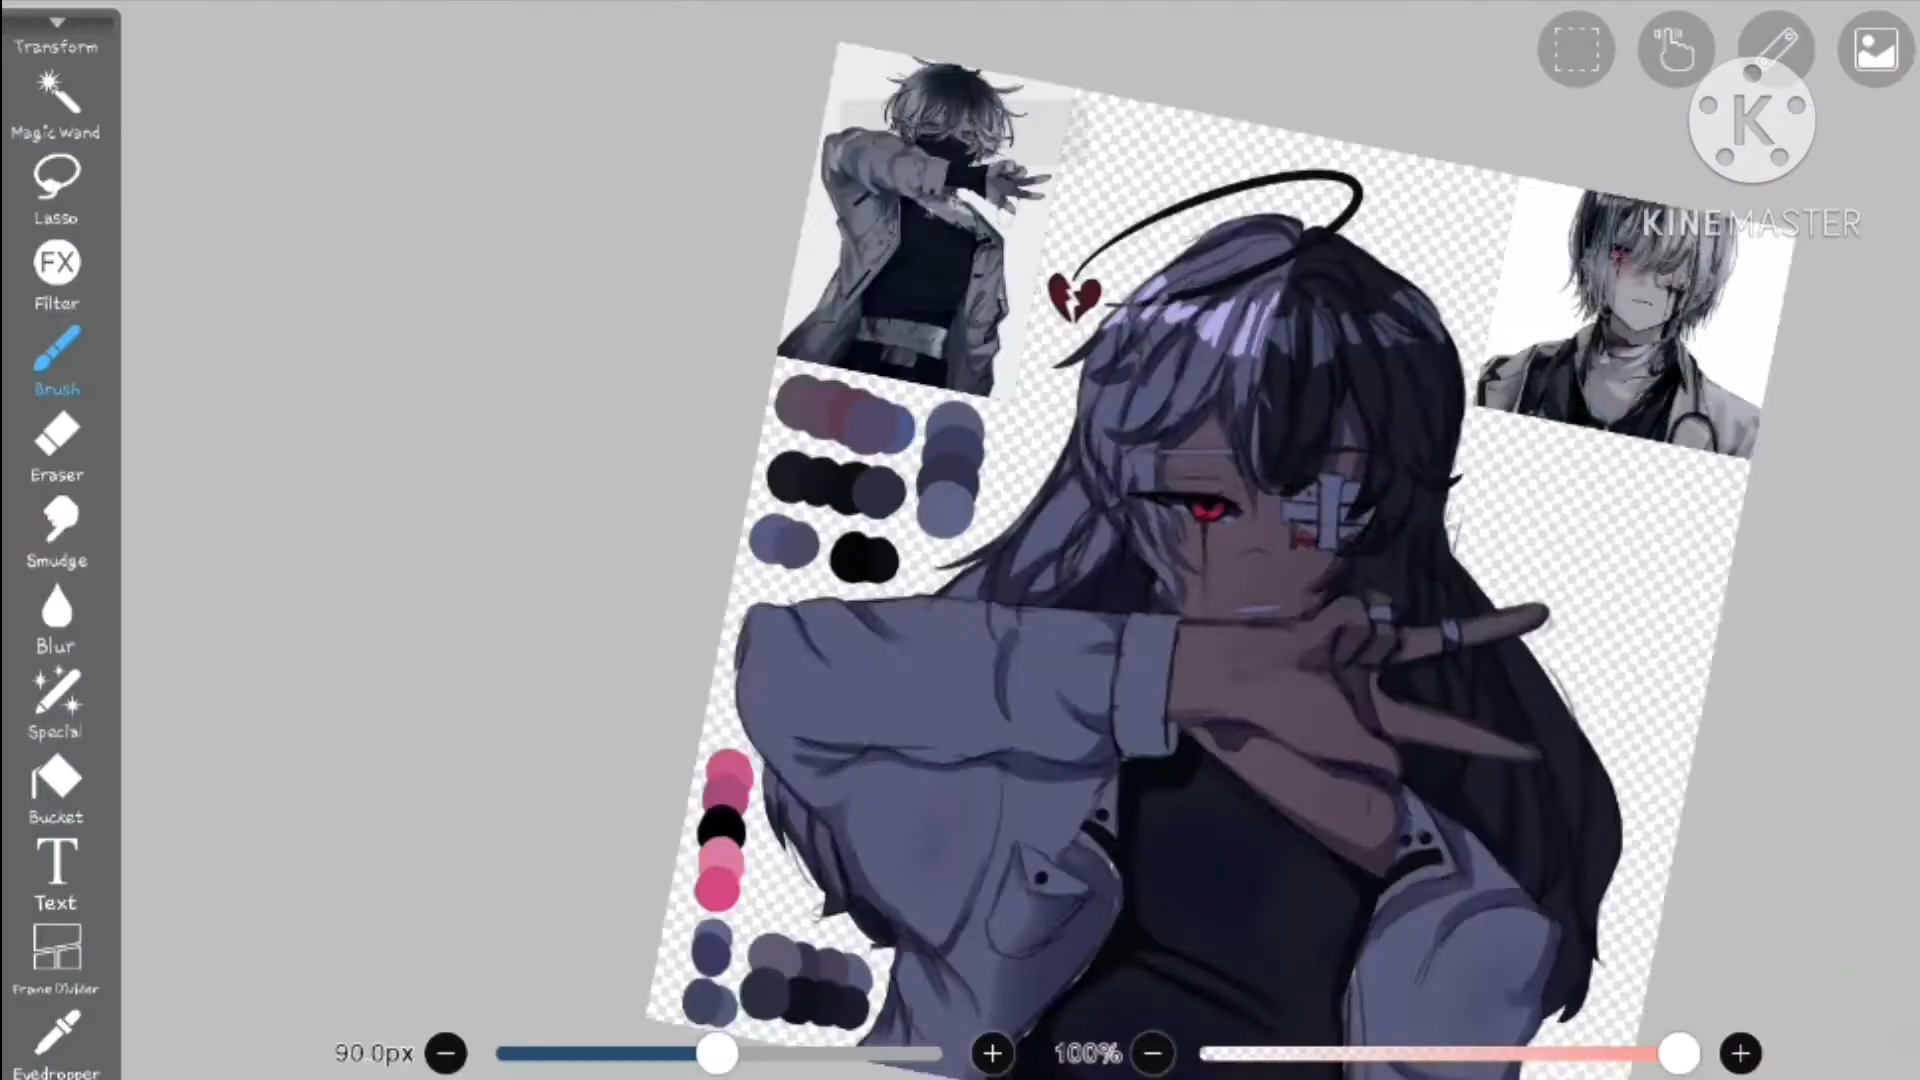 Transform
Magic Wand
Lasso
FX
Filter
Brush
Eraser
Smudge
Blur
Special
Bucket
T
Text
Frame Divider
Eyedropper
K
KINEMASTER
90.0px
100%